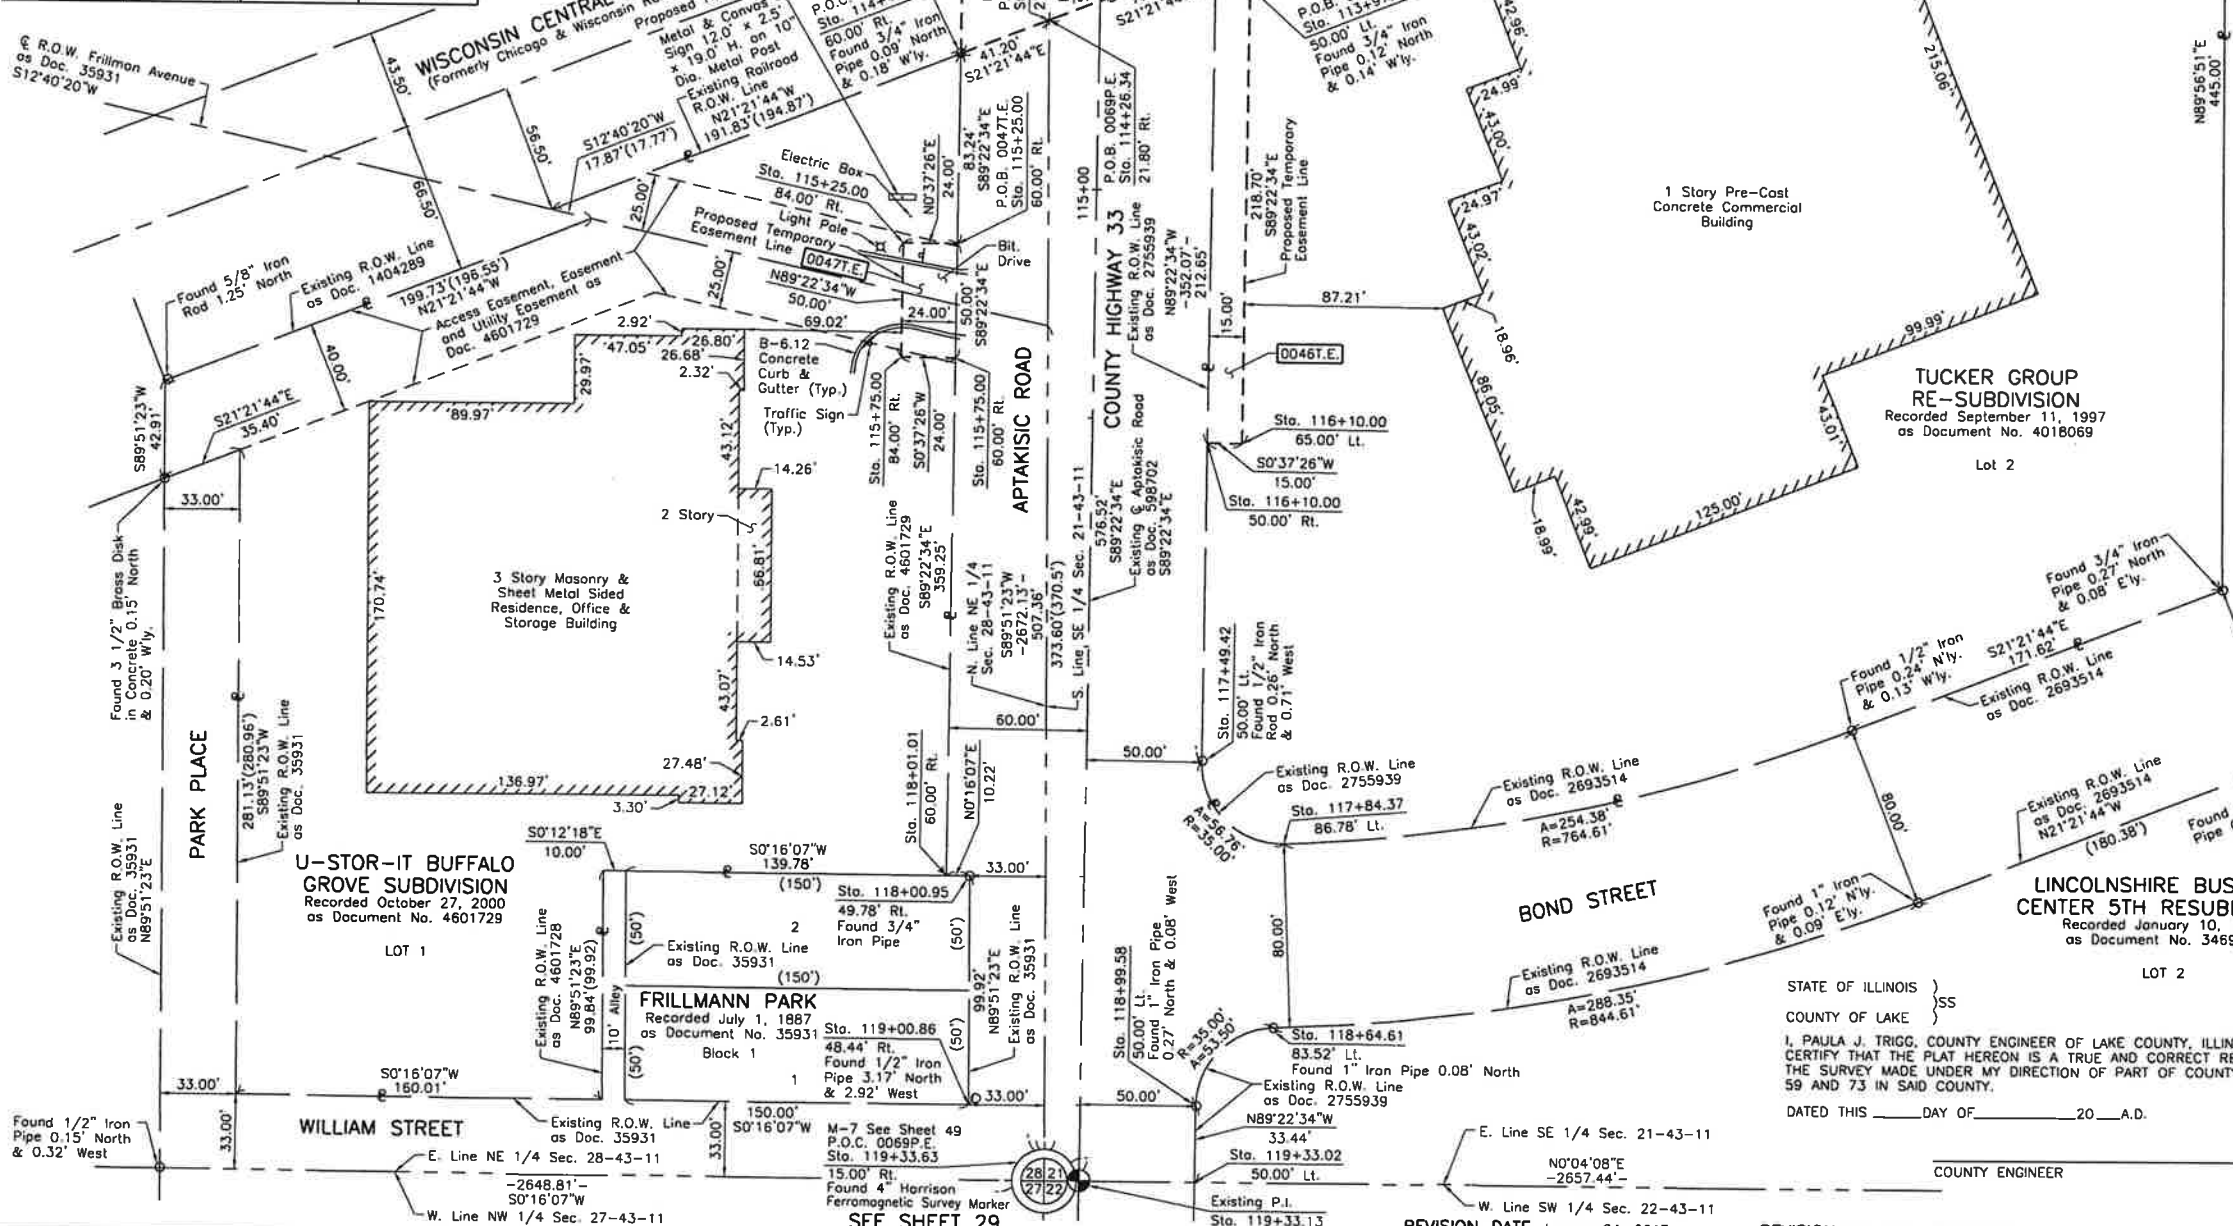 ℄ R.O.W. Frillman Avenue
as Doc. 35931
S12°40'20"W
WISCONSIN CENTRAL
(Formerly Chicago & Wisconsin
43.50'
66.50'
56.50'
Proposed
Metal & Canvas
Sign 12.0' x 2.5'
x 19.0' H. on 10"
Dia. Metal Post
Existing Railroad
R.O.W. Line
N21°21'44"W
191.83'(194.87')
S12°40'20"W
17.87'(17.77')
P.O.C.
60.00' Rt.
Found 3/4" Iron
Pipe 0.09' North
& 0.18' W'ly.
41.20'
S21°21'44"E
P.O.B.
50.00' Lt.
Found 3/4" Iron
Pipe 0.12' North
& 0.14' W'ly.
42.96'
24.99'
43.00'
24.97'
43.02'
18.96'
86.05'
18.99'
42.99'
125.00'
43.01'
99.99'
215.06'
N89°56'51"E
445.00'
1 Story Pre-Cast
Concrete Commercial
Building
TUCKER GROUP
RE-SUBDIVISION
Recorded September 11, 1997
as Document No. 4018069
Lot 2
Electric Box
Sta. 115+25.00
84.00' Rt.
Light Pole
Proposed Temporary
Easement Line
0047T.E.
N89°22'34"W
50.00'
69.02'
24.00'
25.00'
25.00'
N0°37'26"E
24.00'
83.24'
S89°22'34"E
P.O.B. 0047T.E.
Sta. 115+25.00
60.00' Rt.
Bit.
Drive
50.00'
S89°22'34"E
115+00
P.O.B. 0069P.E.
Sta. 114+26.34
21.80' Rt.
COUNTY HIGHWAY 33
APTAKISIC ROAD
Existing R.O.W. Line
as Doc. 2755939
N89°22'34"W
-352.07'-
212.65'
218.70'
S89°22'34"E
Proposed Temporary
Easement Line
15.00'
87.21'
0046T.E.
Sta. 116+10.00
65.00' Lt.
S0°37'26"W
15.00'
Sta. 116+10.00
50.00' Rt.
Found 5/8" Iron
Rod 1.25' North
Existing R.O.W. Line
as Doc. 1404289
199.73'(198.55')
N21°21'44"W
Access Easement, Easement
and Utility Easement as
Doc. 4601729
40.00'
S89°51'23"W
42.91'
S21°21'44"E
35.40'
33.00'
2.92'
47.05'
26.80'
26.68'
2.32'
29.97'
89.97'
43.12'
14.26'
2 Story
66.81'
14.53'
43.07'
2.61'
27.48'
27.12'
3.30'
136.97'
170.74'
3 Story Masonry &
Sheet Metal Sided
Residence, Office &
Storage Building
B-6.12
Concrete
Curb &
Gutter (Typ.)
Traffic Sign
(Typ.)
Sta. 115+75.00
84.00' Rt.
S0°37'26"W
24.00'
Sta. 115+75.00
60.00' Rt.
Existing R.O.W. Line
as Doc. 4601729
S89°22'34"E
359.25'
N. Line NE 1/4
Sec. 28-43-11
S89°51'23"W
-2672.13'-
507.36'
373.60'(370.5')
S. Line SE 1/4 Sec. 21-43-11
576.52'
S89°22'34"E
Existing ℄ Aptakisic Road
as Doc. 598702
S89°22'34"E
Found 3 1/2" Brass Disk
in Concrete 0.15' North
& 0.20' W'ly.
PARK PLACE
281.13'(280.96')
S89°51'23"W
Existing R.O.W. Line
as Doc. 35931
Existing R.O.W. Line
as Doc. 35931
N89°51'23"E
U-STOR-IT BUFFALO
GROVE SUBDIVISION
Recorded October 27, 2000
as Document No. 4601729
LOT 1
60.00'
50.00'
Sta. 117+49.42
50.00' Lt.
Found 1/2" Iron
Rod 0.26' North
& 0.71' West
Existing R.O.W. Line
as Doc. 2755939
A=56.76'
R=35.00'
Sta. 117+84.37
86.78' Lt.
Existing R.O.W. Line
as Doc. 2693514
A=254.38'
R=764.61'
Found 3/4" Iron
Pipe 0.27' North
& 0.08' E'ly.
Found 1/2" Iron
Pipe 0.24' N'ly.
& 0.13' W'ly.
S21°21'44"E
171.62'
Existing R.O.W. Line
as Doc. 2693514
80.00'
Existing R.O.W. Line
as Doc. 2693514
N21°21'44"W
(180.38')
Found
Pipe
Found 1" Iron
Pipe 0.12' N'ly.
& 0.09' E'ly.
BOND STREET
80.00'
Existing R.O.W. Line
as Doc. 2693514
A=288.35'
R=844.61'
LINCOLNSHIRE
CENTER 5TH
Recorded January 10,
as Document No.
LOT 2
Sta. 118+01.01
60.00' Rt.
N0°16'07"E
10.22'
S0°12'18"E
10.00'
S0°16'07"W
139.78'
(150')
33.00'
Sta. 118+00.95
49.78' Rt.
Found 3/4"
Iron Pipe
2
(50')
(50')
Existing R.O.W. Line
as Doc. 35931
(150')
Existing R.O.W. Line
as Doc. 4601728
N89°51'23"E
99.84'(99.92')
10' Alley
FRILLMANN PARK
Recorded July 1, 1887
as Document No. 35931
Block 1
1
(50')
(50')
99.92'
N89°51'23"E
Existing R.O.W. Line
as Doc. 35931
Sta. 119+00.86
48.44' Rt.
Found 1/2" Iron
Pipe 3.17' North
& 2.92' West
33.00'
Sta. 118+99.58
50.00' Lt.
Found 1" Iron Pipe
0.27' North & 0.08' West
R=35.00'
A=53.50'
Sta. 118+64.61
83.52' Lt.
Found 1" Iron Pipe 0.08' North
Existing R.O.W. Line
as Doc. 2755939
50.00'
N89°22'34"W
33.44'
Sta. 119+33.02
50.00' Lt.
33.00'
S0°16'07"W
160.01'
33.00'
WILLIAM STREET
Existing R.O.W. Line
as Doc. 35931
150.00'
S0°16'07"W
33.00'
Found 1/2" Iron
Pipe 0.15' North
& 0.32' West
E. Line NE 1/4 Sec. 28-43-11
-2648.81'-
S0°16'07"W
W. Line NW 1/4 Sec. 27-43-11
M-7 See Sheet 49
P.O.C. 0069P.E.
Sta. 119+33.63
15.00' Rt.
Found 4" Harrison
Ferromagnetic Survey Marker
SEE SHEET 29
28 21
27 22
Existing P.I.
Sta. 119+33.13
E. Line SE 1/4 Sec. 21-43-11
N0°04'08"E
-2657.44'-
W. Line SW 1/4 Sec. 22-43-11
STATE OF ILLINOIS )
)SS
COUNTY OF LAKE )
I, PAULA J. TRIGG, COUNTY ENGINEER OF LAKE COUNTY,
CERTIFY THAT THE PLAT HEREON IS A TRUE AND CORRECT
THE SURVEY MADE UNDER MY DIRECTION OF PART OF
59 AND 73 IN SAID COUNTY.
DATED THIS ____ DAY OF ________ 20 __ A.D.
COUNTY ENGINEER
REVISION DATE